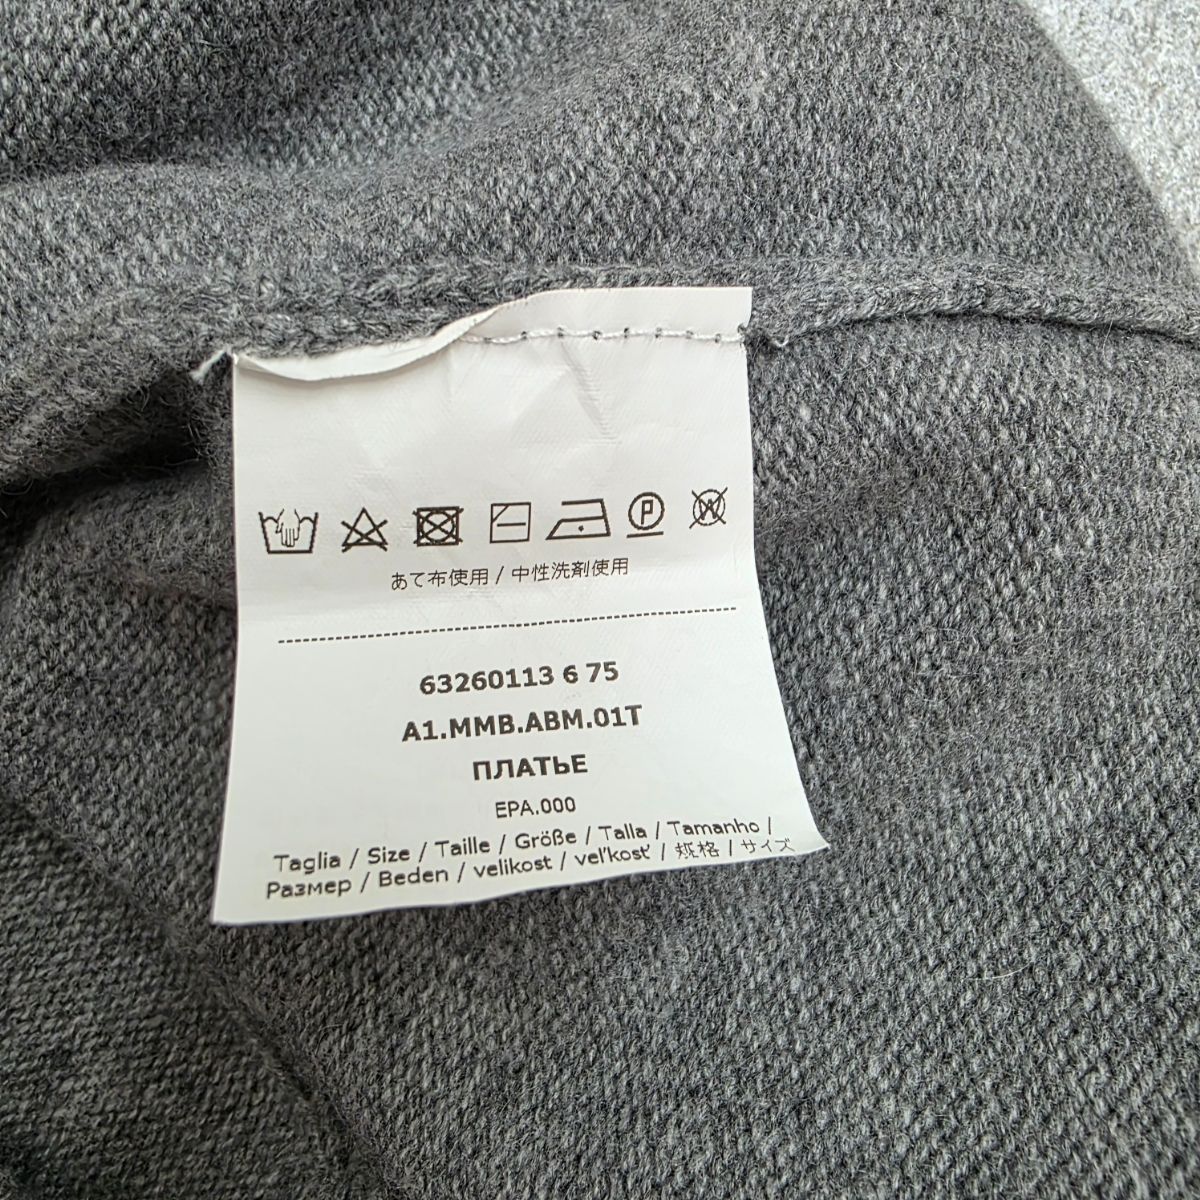 P
W
あて布使用 / 中性洗剤使用
63260113 6 75
A1.MMB.ABM.01T
ПЛАТЬЕ
EPA.000
Taglia / Size / Taille / Größe / Talla / Tamanho /
Размер / Beden / velikost / veľkosť / 规格 / サイズ